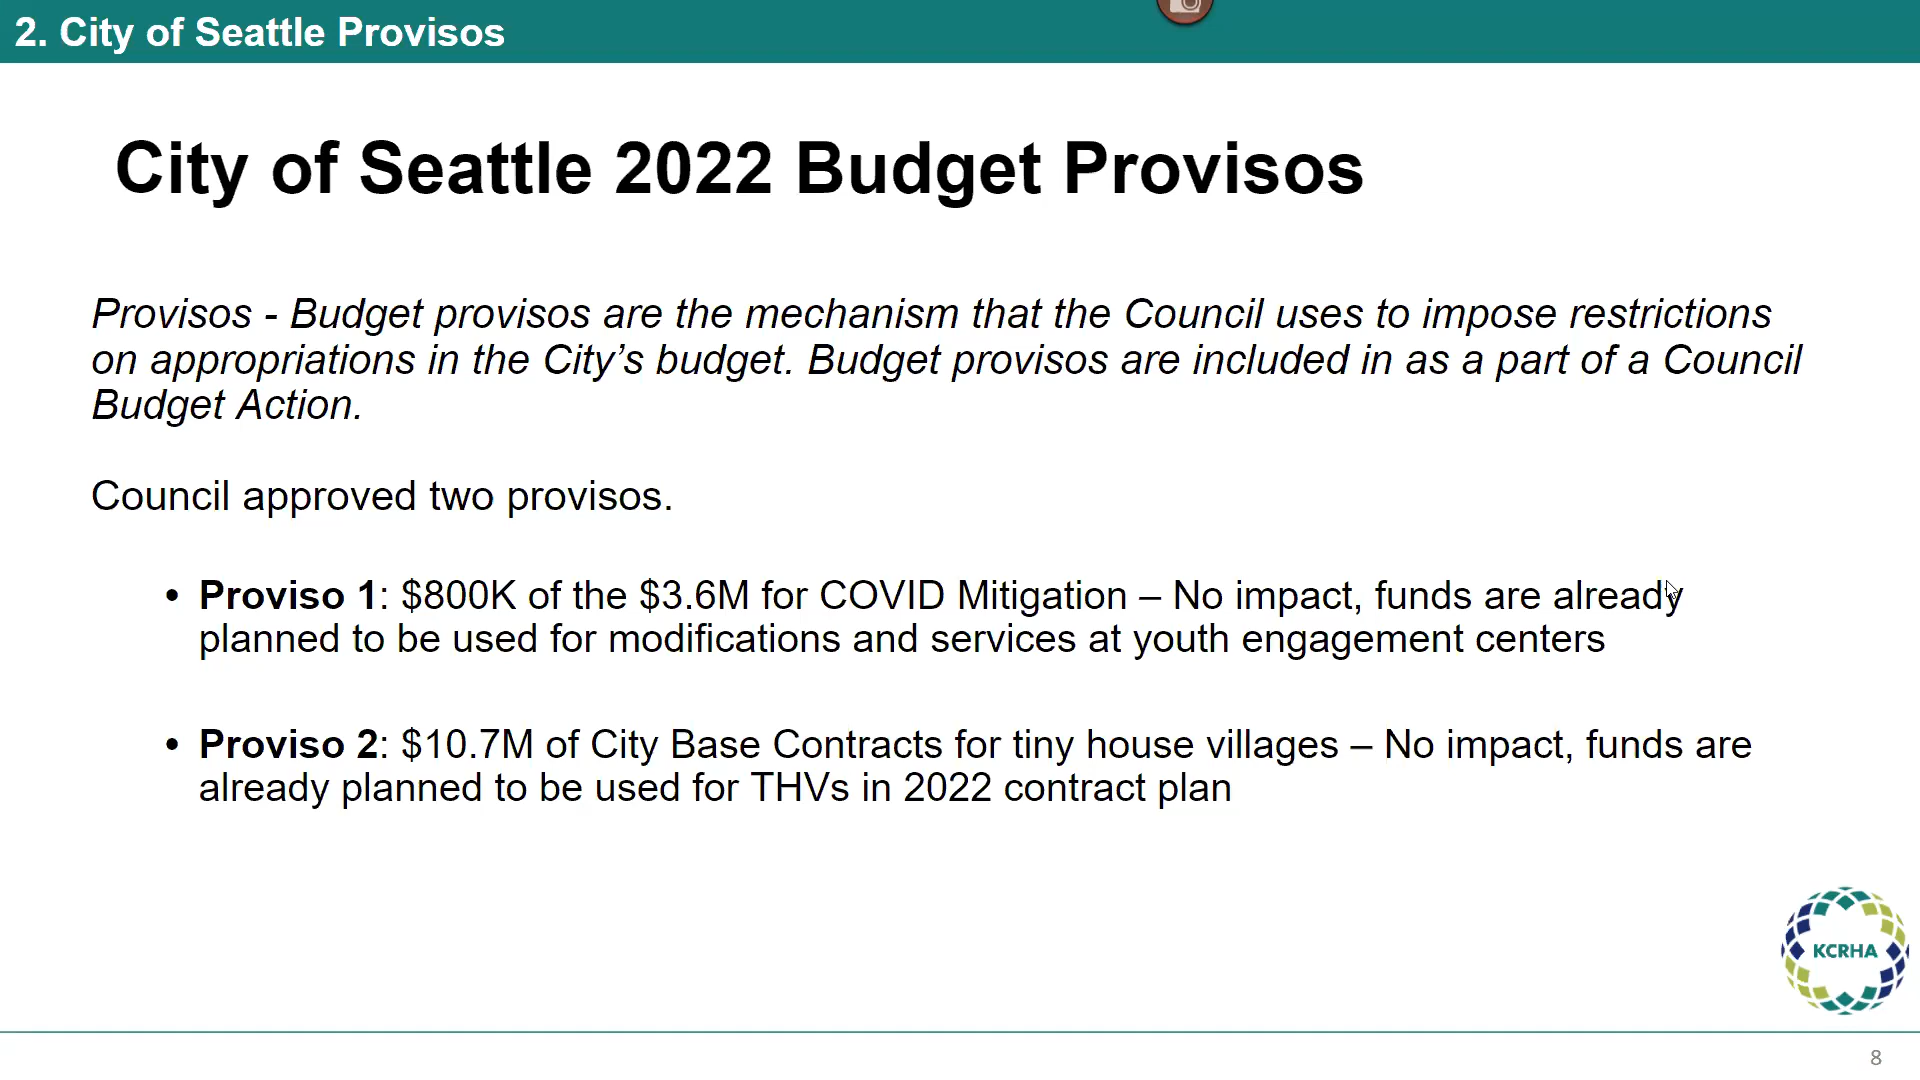 2. City of Seattle Provisos
City of Seattle 2022 Budget Provisos
Provisos - Budget provisos are the mechanism that the Council uses to impose restrictions
on appropriations in the City’s budget. Budget provisos are included in as a part of a Council
Budget Action.
Council approved two provisos.
• Proviso 1: $800K of the $3.6M for COVID Mitigation – No impact, funds are already
planned to be used for modifications and services at youth engagement centers
• Proviso 2: $10.7M of City Base Contracts for tiny house villages – No impact, funds are
already planned to be used for THVs in 2022 contract plan
KCRHA
8